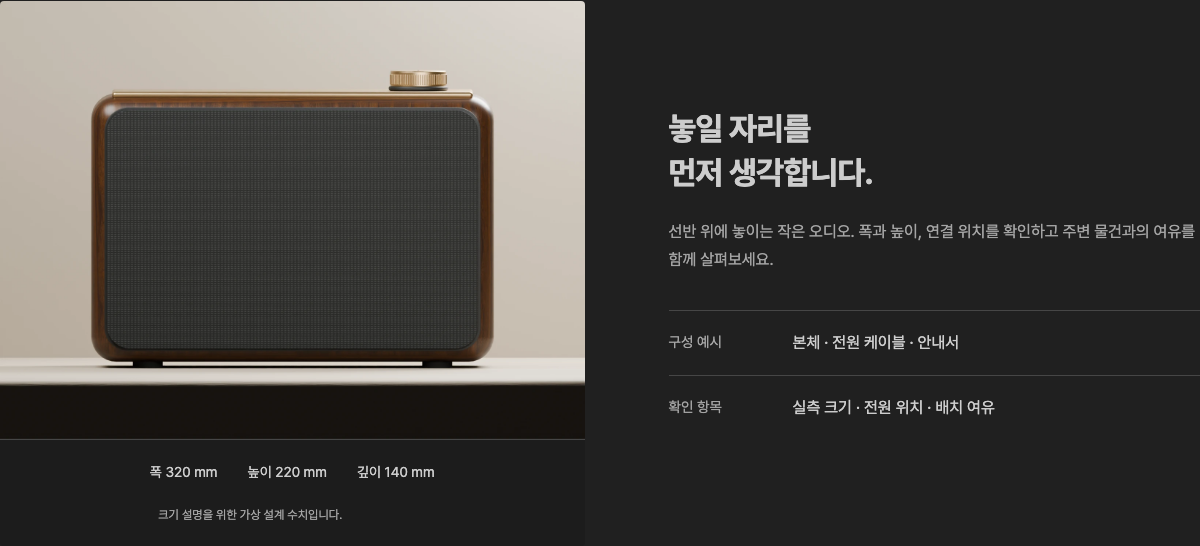 놓일 자리를
먼저 생각합니다.
선반 위에 놓이는 작은 오디오. 폭과 높이, 연결 위치를 확인하고 주변 물건과의 여유를
함께 살펴보세요.
구성 예시 본체 · 전원 케이블 · 안내서
확인 항목 실측 크기 · 전원 위치 · 배치 여유
폭 320 mm 높이 220 mm 깊이 140 mm
크기 설명을 위한 가상 설계 수치입니다.